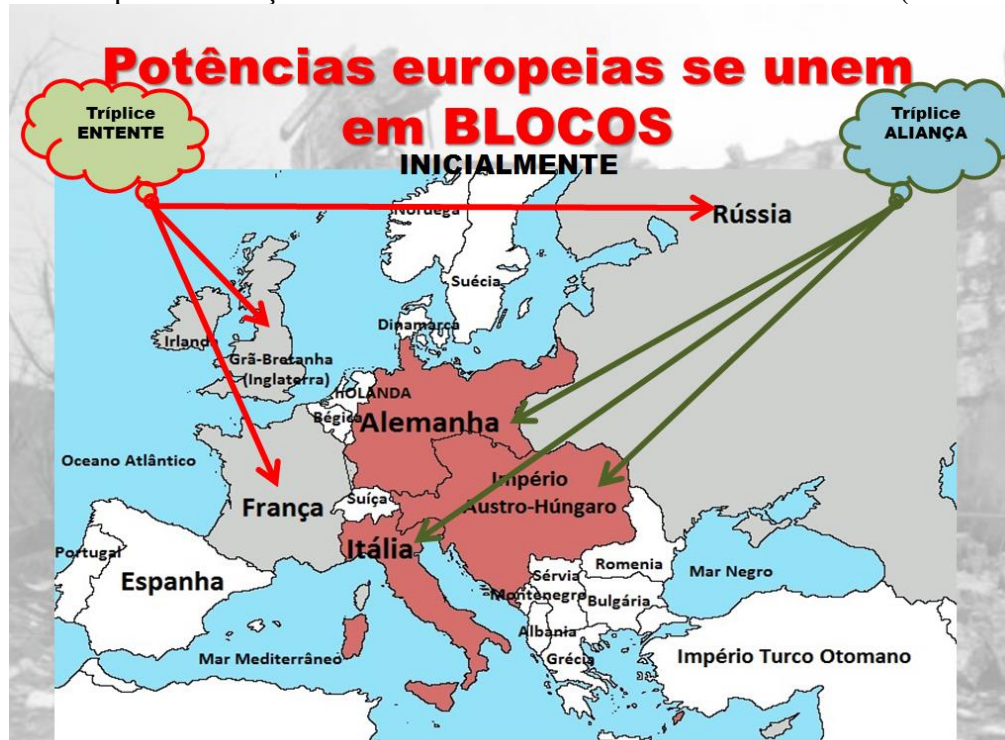 Potências europeias se unem
em BLOCOS
INICIALMENTE
Tríplice
ENTENTE
Tríplice
ALIANÇA
Noruega
Rússia
Suécia
Dinamarca
Irlanda
Grã-Bretanha
(Inglaterra)
HOLANDA
Bégica
Alemanha
Oceano Atlântico
Império
Austro-Húngaro
França
Suíça
Itália
Portugal
Espanha
Sérvia
Romenia
Mar Negro
Montenegro
Bulgária
Albania
Grécia
Mar Mediterrâneo
Império Turco Otomano